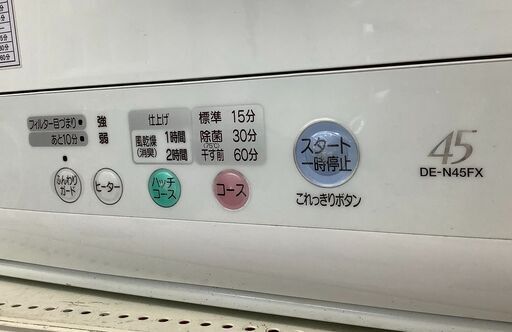 フィルター目づまり
あと10分
強
弱
ふんわり
ガード
ヒーター
仕上げ
風乾燥
(消臭)
1時間
2時間
ハッチ
コース
標準 15分
除菌 30分
(75℃)
干す前 60分
コース
スタート
一時停止
これっきりボタン
45
DE-N45FX